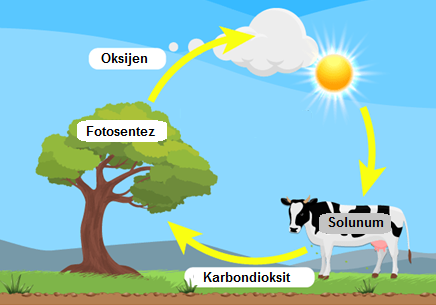 Oksijen
Fotosentez
Solunum
Karbondioksit